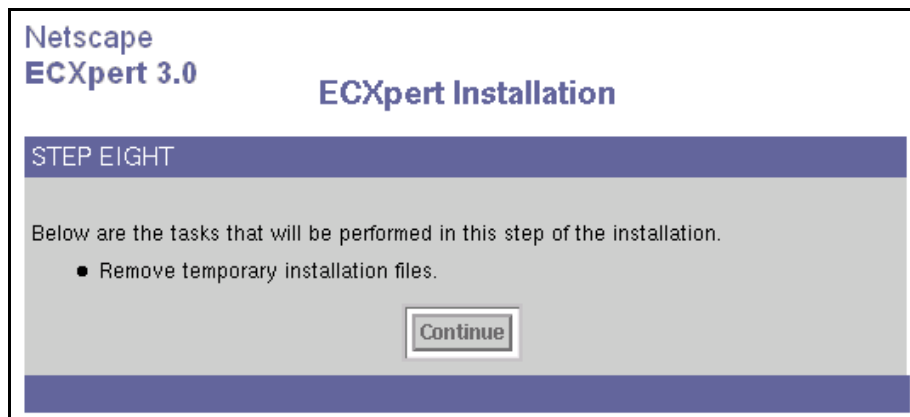 Netscape
ECXpert 3.0
ECXpert Installation
STEP EIGHT
Below are the tasks that will be performed in this step of the installation.
● Remove temporary installation files.
Continue